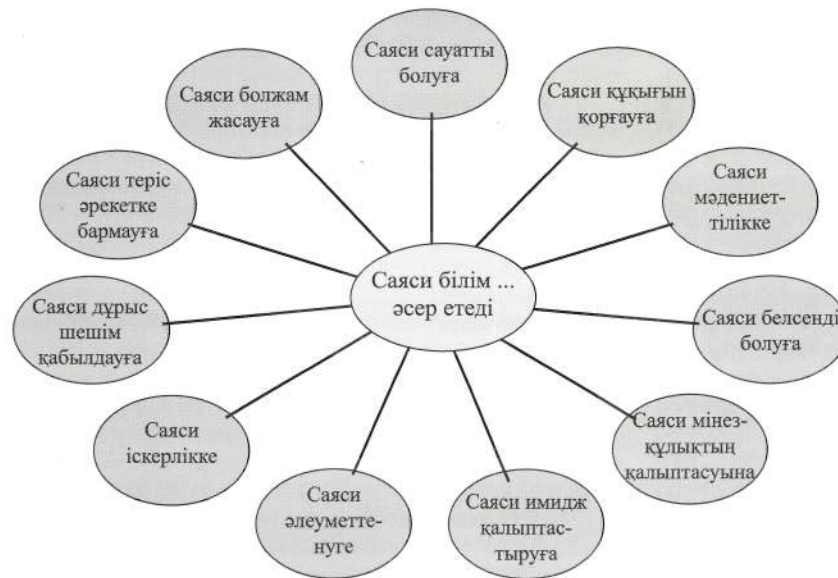 Саяси сауатты
болуға
Саяси болжам
жасауға
Саяси құқығын
қорғауға
Саяси теріс
әрекетке
бармауға
Саяси
мәдениет-
тілікке
Саяси білім ...
әсер етеді
Саяси дұрыс
шешім
қабылдауға
Саяси белсенді
болуға
Саяси
іскерлікке
Саяси мінез-
құлықтың
қалыптасуына
Саяси
әлеуметте-
нуге
Саяси имидж
қалыптас-
тыруға